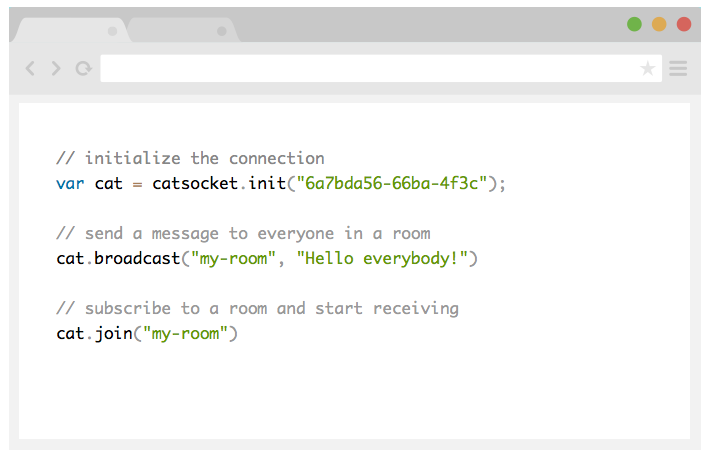 // initialize the connection
var cat = catsocket.init("6a7bda56-66ba-4f3c");
// send a message to everyone in a room
cat.broadcast("my-room", "Hello everybody!")
// subscribe to a room and start receiving
cat.join("my-room")